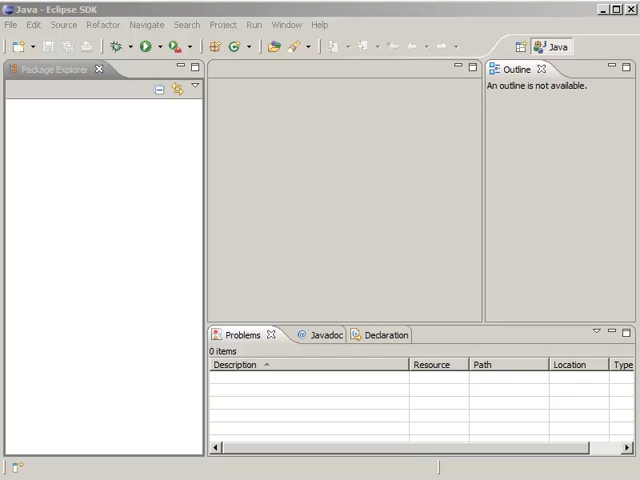 Java - Eclipse SDK
File Edit Source Refactor Navigate Search Project Run Window Help
Java
Package Explorer
Outline
An outline is not available.
Problems @ Javadoc Declaration
0 items
Description Resource Path Location Type